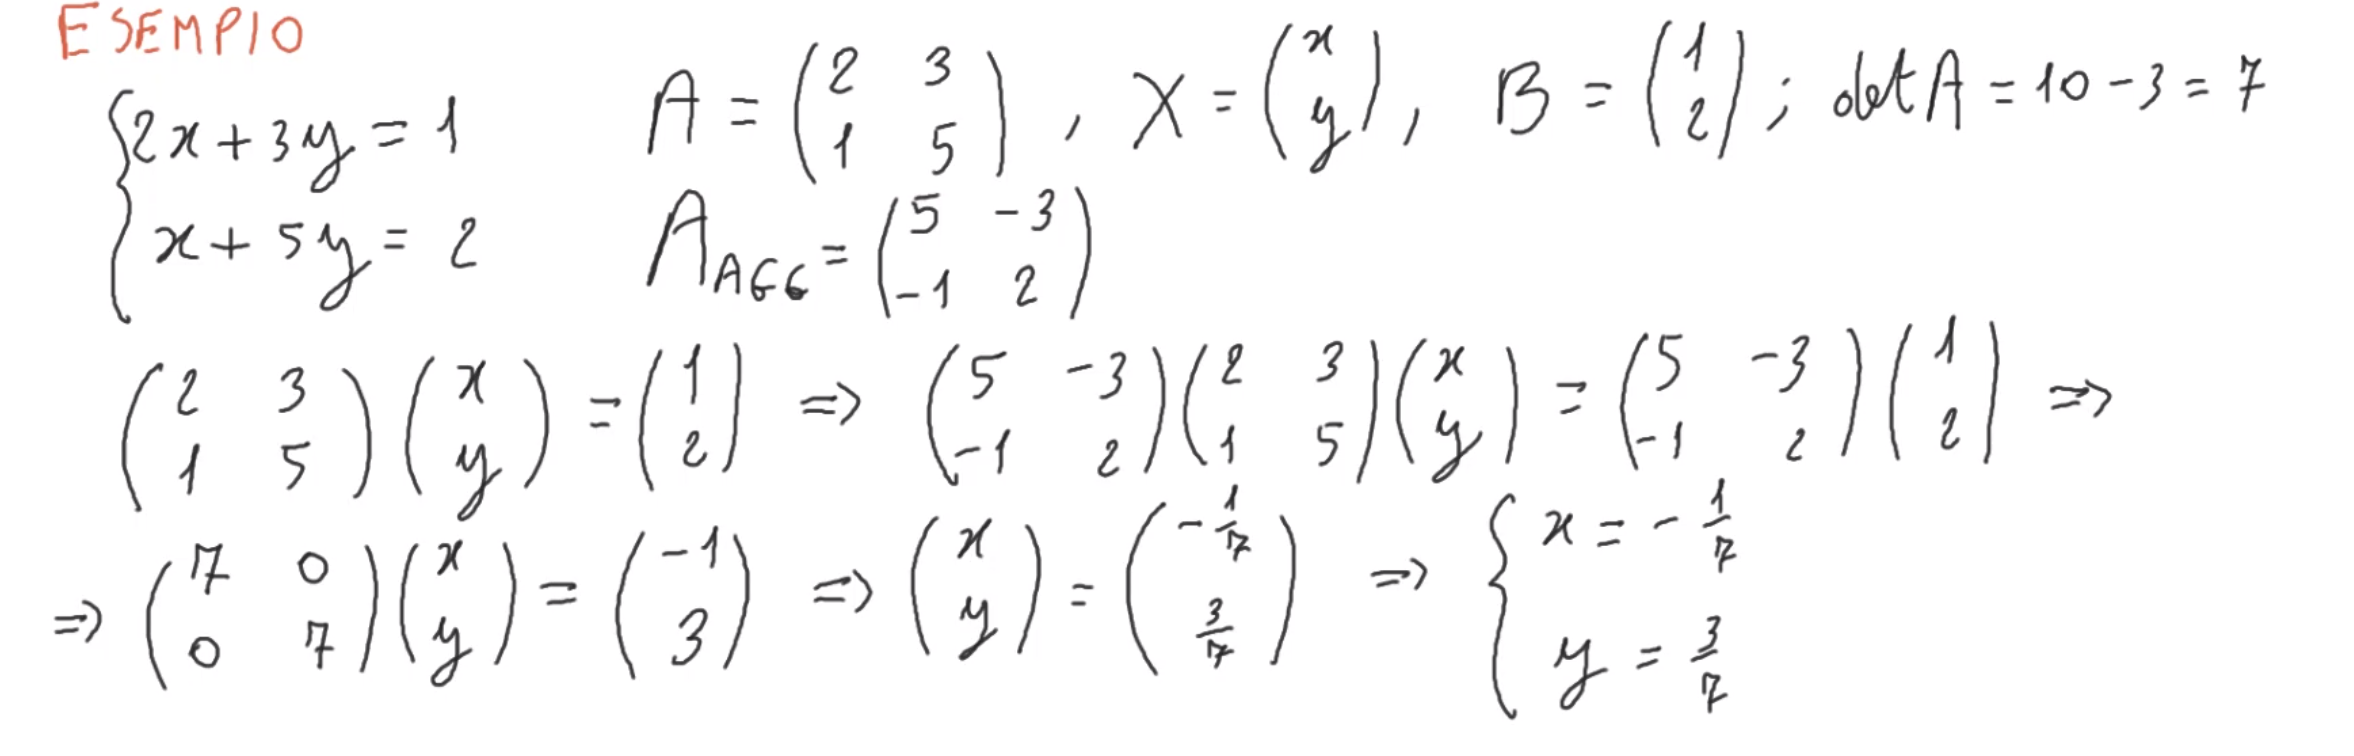 ESEMPIO
{2x + 3y = 1
x + 5y = 2
A = (2 3
1 5), X = (x
y), B = (1
2); det A = 10 - 3 = 7
A_AGG = (5 -3
-1 2)
(2 3
1 5)(x
y) = (1
2) => (5 -3
-1 2)(2 3
1 5)(x
y) = (5 -3
-1 2)(1
2) =>
=> (7 0
0 7)(x
y) = (-1
3) => (x
y) = (-1/7
3/7) => {x = -1/7
y = 3/7